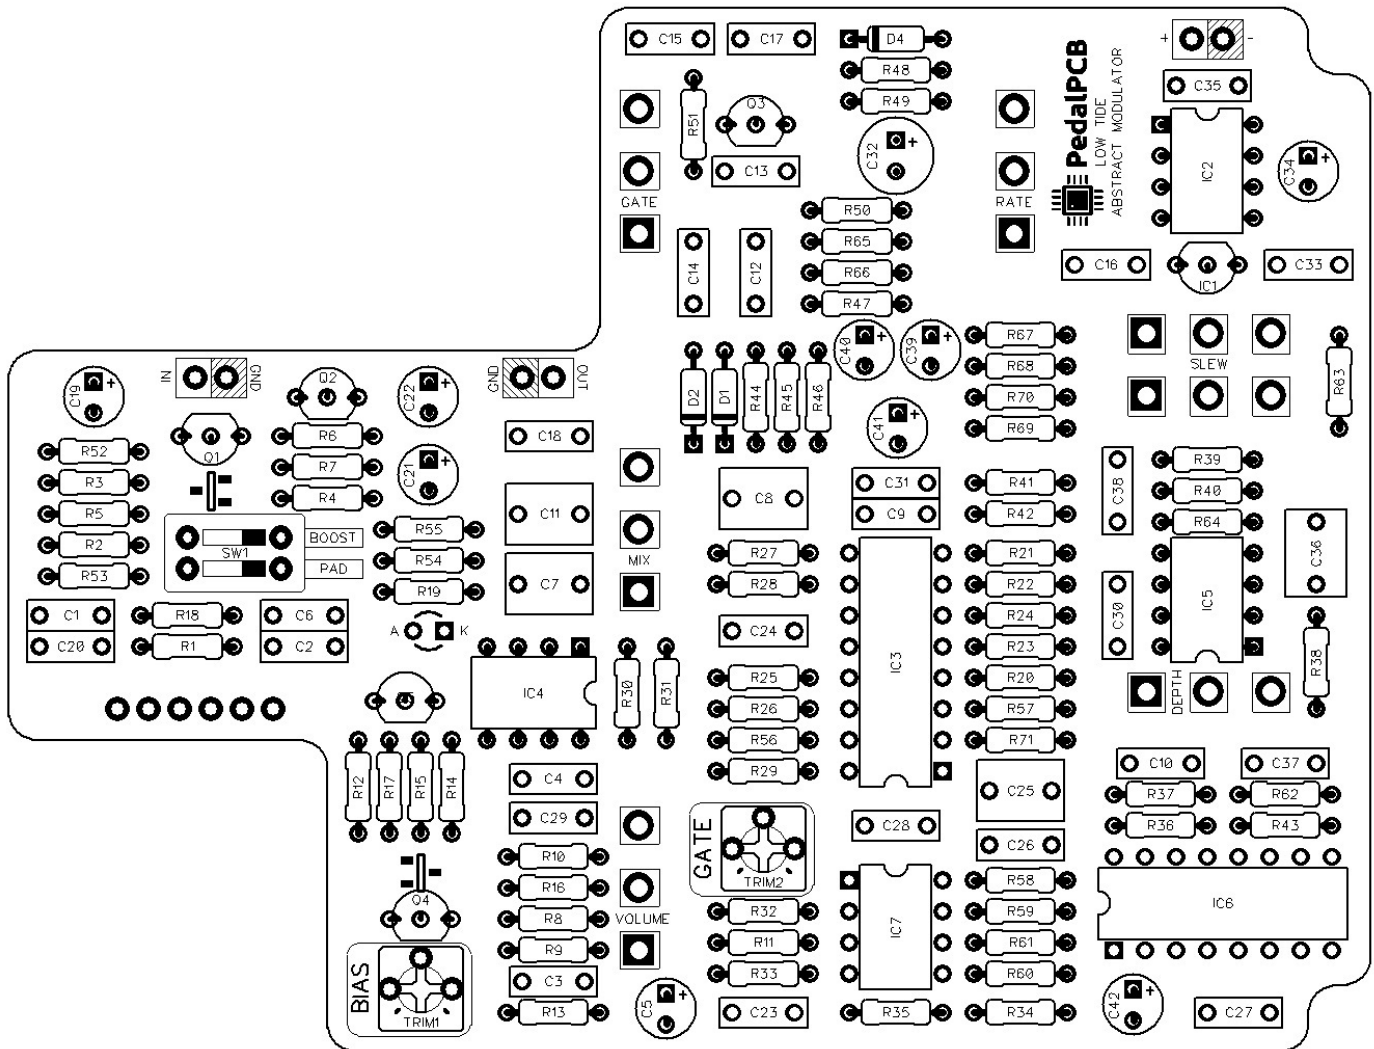 C15
C17
D4
+
-
R48
R49
C35
PedalPCB
LOW TIDE
ABSTRACT MODULATOR
R51
Q3
C32
+
C13
GATE
RATE
IC2
C34
+
R50
R65
R66
R47
C14
C12
C16
IC1
C33
C40
+
C39
+
R67
R68
R70
R69
SLEW
R63
C19
+
IN
GND
Q2
C22
+
GND
OUT
D2
D1
R44
R45
R46
C41
+
Q1
R6
R7
R4
C18
C21
+
R52
R3
R5
R2
R53
C11
C7
MIX
C8
C31
C9
R41
R42
C38
R39
R40
R64
C36
SW1
BOOST
PAD
R55
R54
R19
R27
R28
R21
R22
R24
R23
R20
R57
R71
IC3
C30
IC5
R38
C1
C20
R18
R1
C6
C2
A
K
C24
IC4
R30
R31
R25
R26
R56
R29
DEPTH
R12
R17
R15
R14
C4
C29
C10
C37
R37
R36
R62
R43
C25
C26
C28
GATE
TRIM2
R10
R16
R8
R9
C3
R13
VOLUME
Q4
BIAS
TRIM1
R32
R11
R33
C23
C5
+
IC7
R35
R58
R59
R61
R60
R34
IC6
C42
+
C27